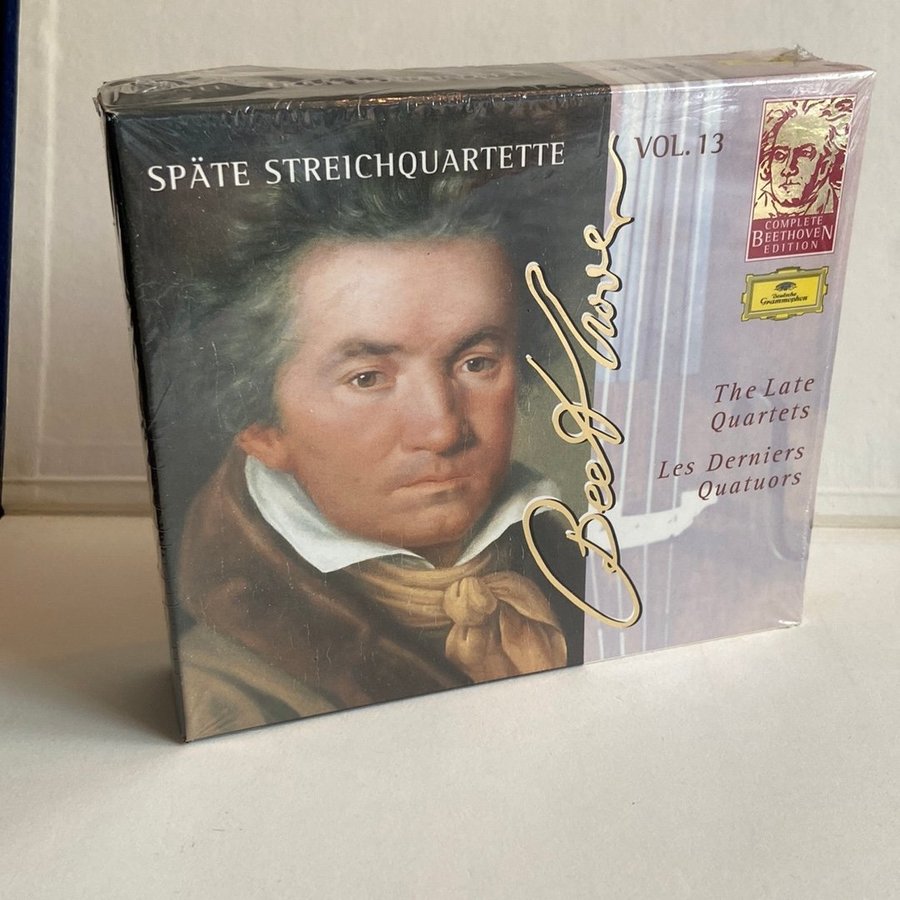 SPÄTE STREICHQUARTETTE
VOL. 13
COMPLETE
BEETHOVEN
EDITION
Deutsche
Grammophon
Beethoven
The Late
Quartets
Les Derniers
Quatuors